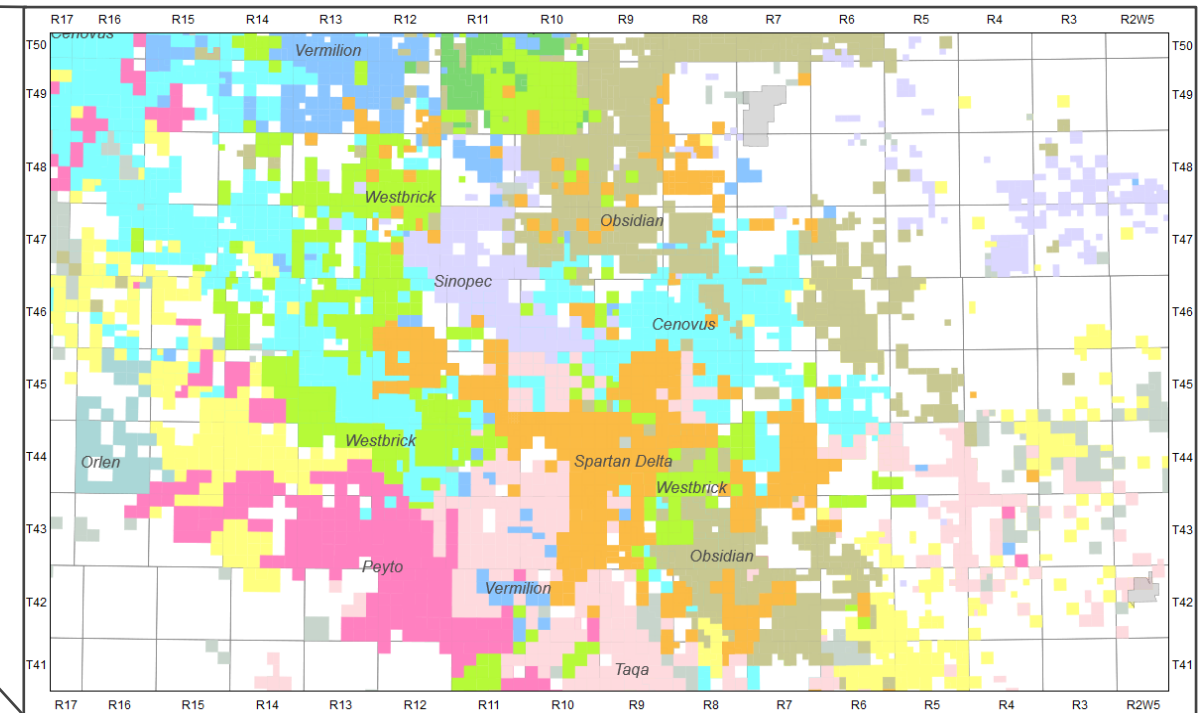 R17 R16 R15 R14 R13 R12 R11 R10 R9 R8 R7 R6 R5 R4 R3 R2W5
Cenovus
T50 Vermilion T50
T49 T49
T48 T48
Westbrick
Obsidian
T47 T47
Sinopec
T46 Cenovus T46
T45 T45
Westbrick
T44 Orlen Spartan Delta T44
Westbrick
T43 T43
Obsidian
Peyto
Vermilion
T42 T42
T41 Taqa T41
R17 R16 R15 R14 R13 R12 R11 R10 R9 R8 R7 R6 R5 R4 R3 R2W5